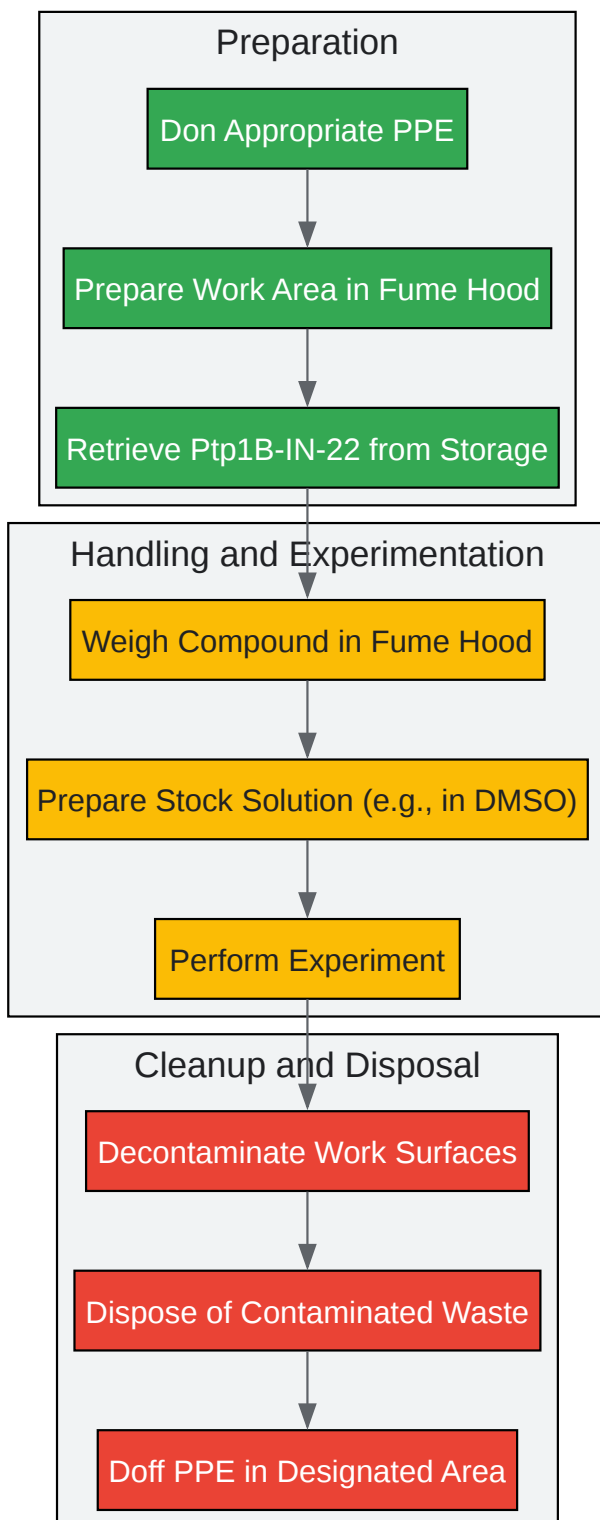 Preparation
Don Appropriate PPE
Prepare Work Area in Fume Hood
Retrieve Ptp1B-IN-22 from Storage
Handling and Experimentation
Weigh Compound in Fume Hood
Prepare Stock Solution (e.g., in DMSO)
Perform Experiment
Cleanup and Disposal
Decontaminate Work Surfaces
Dispose of Contaminated Waste
Doff PPE in Designated Area